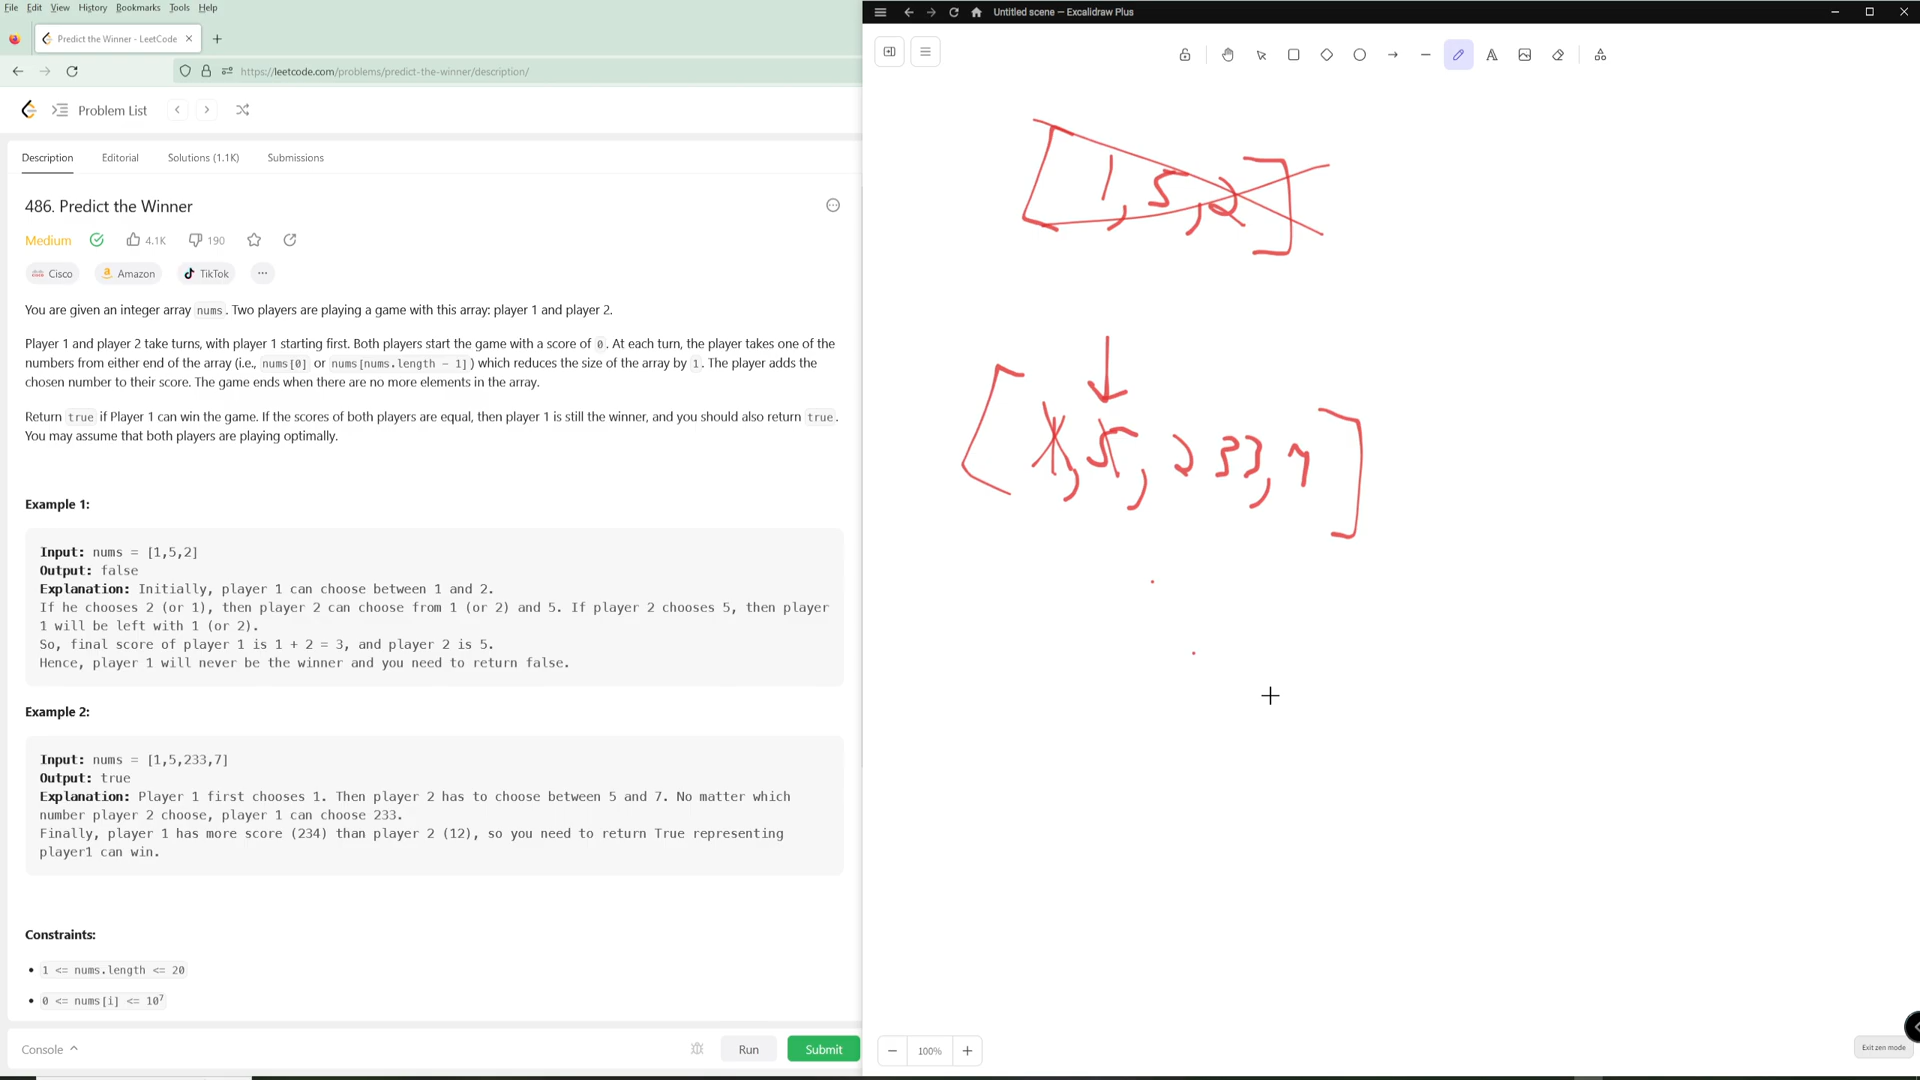 File Edit View History Bookmarks Tools Help
Untitled scene — Excalidraw Plus
Predict the Winner - LeetCode
https://leetcode.com/problems/predict-the-winner/description/
Problem List
Description Editorial Solutions (1.1K) Submissions
486. Predict the Winner
Medium 4.1K 190
Cisco Amazon TikTok ...
You are given an integer array nums. Two players are playing a game with this array: player 1 and player 2.
Player 1 and player 2 take turns, with player 1 starting first. Both players start the game with a score of 0. At each turn, the player takes one of the
numbers from either end of the array (i.e., nums[0] or nums[nums.length - 1]) which reduces the size of the array by 1. The player adds the
chosen number to their score. The game ends when there are no more elements in the array.
Return true if Player 1 can win the game. If the scores of both players are equal, then player 1 is still the winner, and you should also return true.
You may assume that both players are playing optimally.
Example 1:
Input: nums = [1,5,2]
Output: false
Explanation: Initially, player 1 can choose between 1 and 2.
If he chooses 2 (or 1), then player 2 can choose from 1 (or 2) and 5. If player 2 chooses 5, then player
1 will be left with 1 (or 2).
So, final score of player 1 is 1 + 2 = 3, and player 2 is 5.
Hence, player 1 will never be the winner and you need to return false.
Example 2:
Input: nums = [1,5,233,7]
Output: true
Explanation: Player 1 first chooses 1. Then player 2 has to choose between 5 and 7. No matter which
number player 2 choose, player 1 can choose 233.
Finally, player 1 has more score (234) than player 2 (12), so you need to return True representing
player1 can win.
Constraints:
• 1 <= nums.length <= 20
• 0 <= nums[i] <= 10⁷
Console Run Submit
[1,5,2]
[1,5,233,7]
100%
Exit zen mode